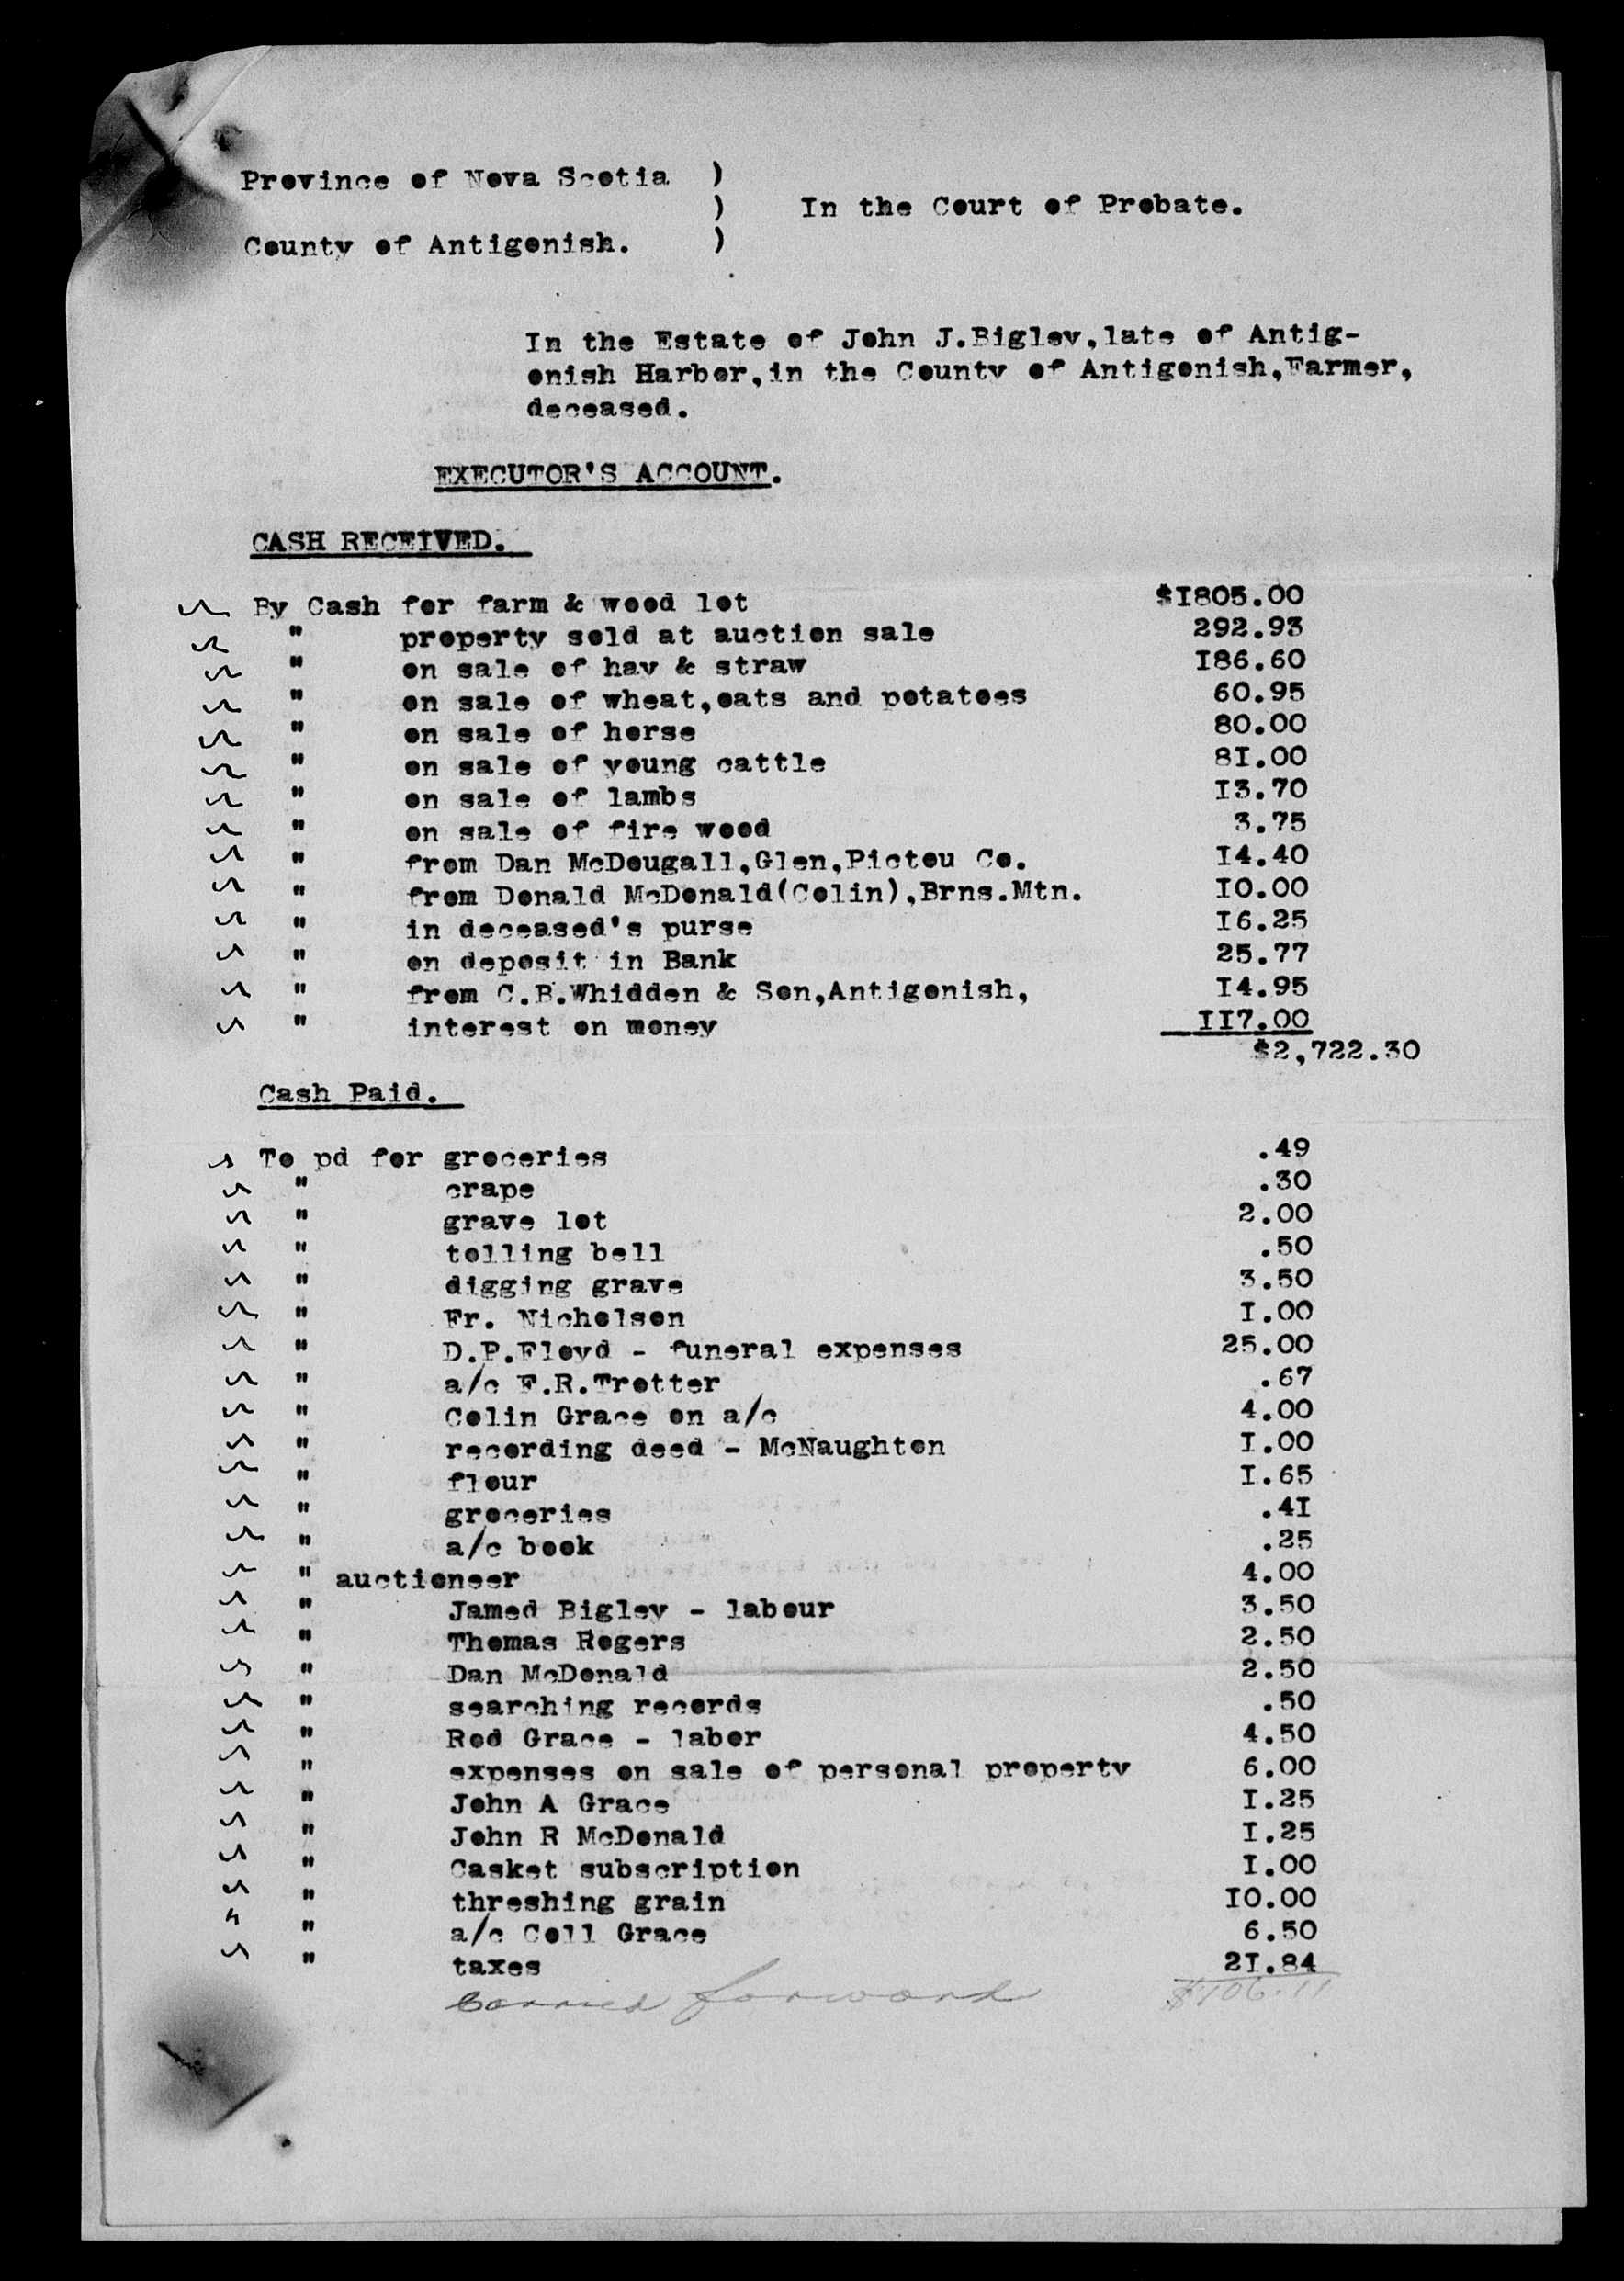 Province of Nova Scotia )
) In the Court of Probate.
County of Antigonish. )
In the Estate of John J.Bigley,late of Antig-
onish Harbor,in the County of Antigonish,Farmer,
deceased.
EXECUTOR'S ACCOUNT.
CASH RECEIVED.
By Cash for farm & wood lot $1805.00
" property sold at auction sale 292.93
" on sale of hay & straw 186.60
" on sale of wheat,oats and potatoes 60.95
" on sale of horse 80.00
" on sale of young cattle 81.00
" on sale of lambs 13.70
" on sale of fire wood 3.75
" from Dan McDougall,Glen,Pictou Co. 14.40
" from Donald McDonald(Colin),Brns.Mtn. 10.00
" in deceased's purse 16.25
" on deposit in Bank 25.77
" from C.B.Whidden & Son,Antigonish, 14.95
" interest on money 117.00
$2,722.30
Cash Paid.
To pd for groceries .49
" crape .30
" grave lot 2.00
" tolling bell .50
" digging grave 3.50
" Fr. Nicholson 1.00
" D.P.Floyd - funeral expenses 25.00
" a/c F.R.Trotter .67
" Colin Grace on a/c 4.00
" recording deed - McNaughton 1.00
" flour 1.65
" groceries .41
" a/c book .25
" auctioneer 4.00
" Jamed Bigley - labour 3.50
" Thomas Rogers 2.50
" Dan McDonald 2.50
" searching records .50
" Rod Grace - labor 4.50
" expenses on sale of personal property 6.00
" John A Grace 1.25
" John R McDonald 1.25
" Casket subscription 1.00
" threshing grain 10.00
" a/c Coll Grace 6.50
" taxes 21.84
carried forward $106.11